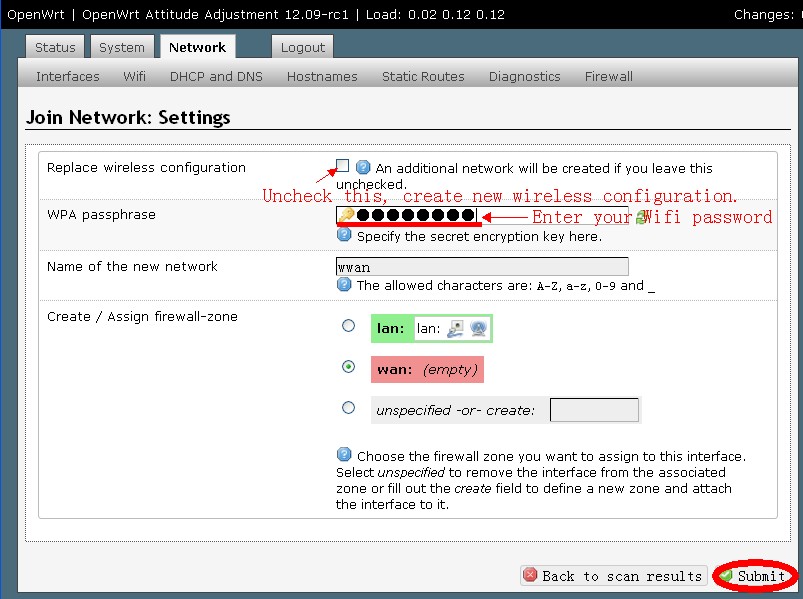 OpenWrt | OpenWrt Attitude Adjustment 12.09-rc1 | Load: 0.02 0.12 0.12 Changes:
Status System Network Logout
Interfaces Wifi DHCP and DNS Hostnames Static Routes Diagnostics Firewall
Join Network: Settings
Replace wireless configuration
An additional network will be created if you leave this
unchecked.
Uncheck this, create new wireless configuration.
WPA passphrase
Enter your Wifi password
Specify the secret encryption key here.
Name of the new network
wwan
The allowed characters are: A-Z, a-z, 0-9 and _
Create / Assign firewall-zone
lan: lan:
wan: (empty)
unspecified -or- create:
Choose the firewall zone you want to assign to this interface.
Select unspecified to remove the interface from the associated
zone or fill out the create field to define a new zone and attach
the interface to it.
Back to scan results Submit